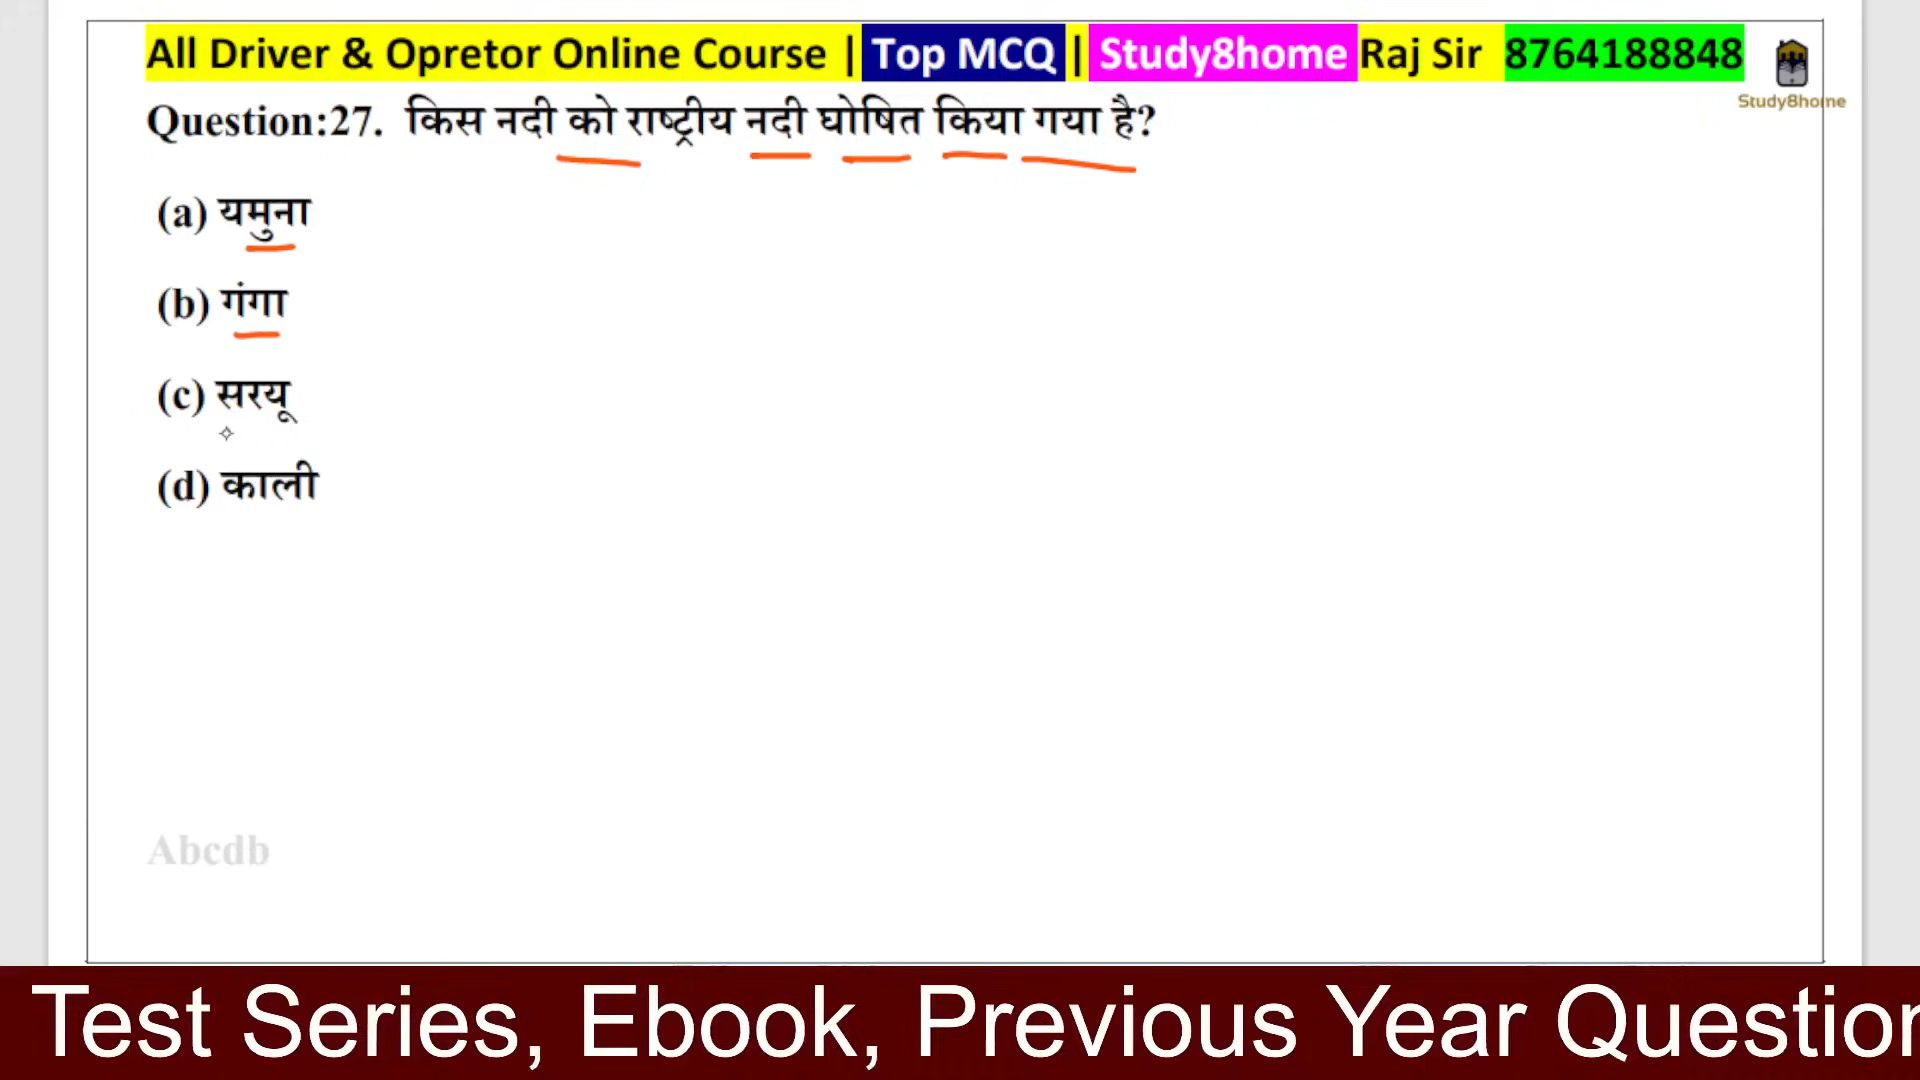 All Driver & Opretor Online Course | Top MCQ | Study8home Raj Sir 8764188848
Study8home
Question:27. किस नदी को राष्ट्रीय नदी घोषित किया गया है?
(a) यमुना
(b) गंगा
(c) सरयू
(d) काली
Abcdb
Test Series, Ebook, Previous Year Question